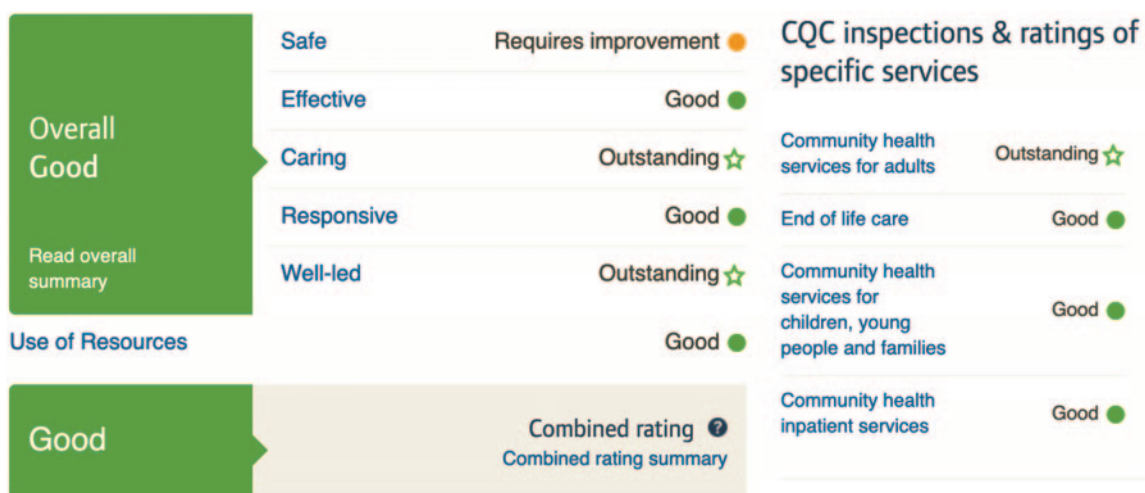 Overall
Good
Read overall
summary
Safe Requires improvement
Effective Good
Caring Outstanding
Responsive Good
Well-led Outstanding
Use of Resources Good
Good
Combined rating ?
Combined rating summary
CQC inspections & ratings of
specific services
Community health
services for adults
Outstanding
End of life care Good
Community health
services for
children, young
people and families
Good
Community health
inpatient services
Good